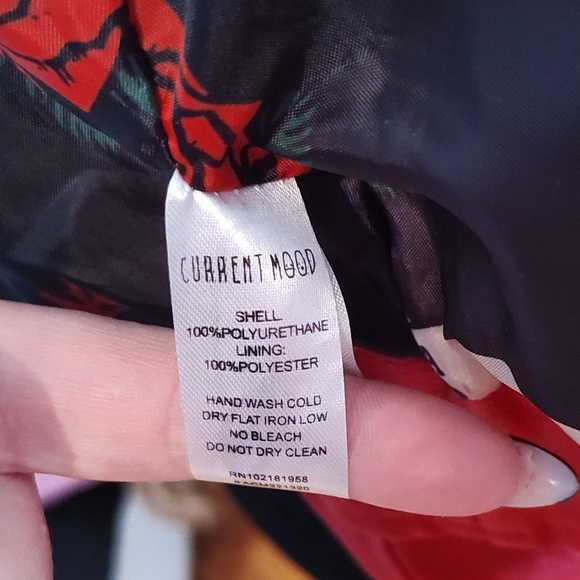 CURRENT MOOD
SHELL
100%POLYURETHANE
LINING:
100%POLYESTER
HAND WASH COLD
DRY FLAT IRON LOW
NO BLEACH
DO NOT DRY CLEAN
RN102181958